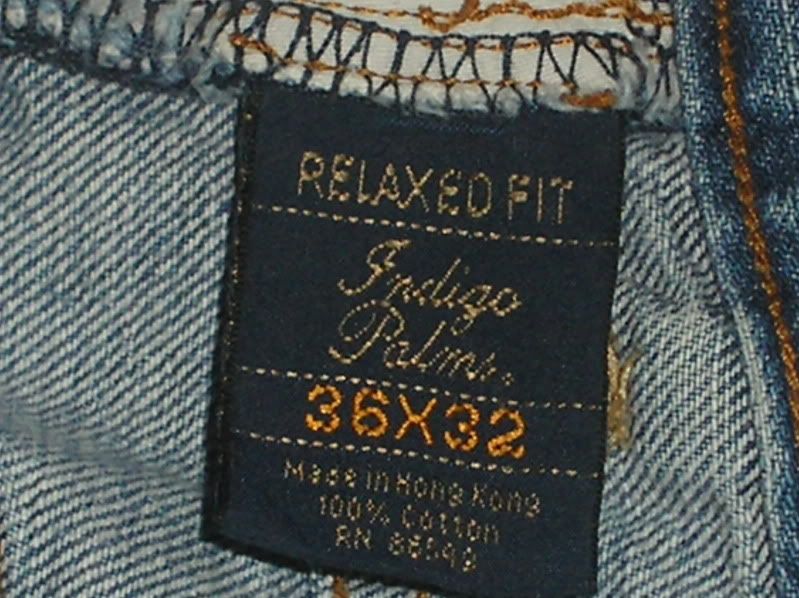 RELAXED FIT
Indigo
Palms.
36X32
Made in Hong Kong
100% Cotton
RN